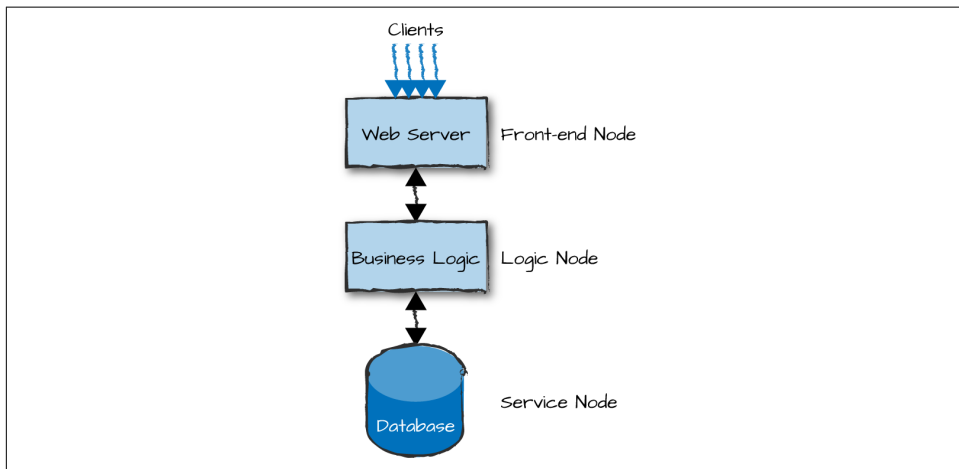 Clients
Web Server
Front-end Node
Business Logic
Logic Node
Service Node
Database